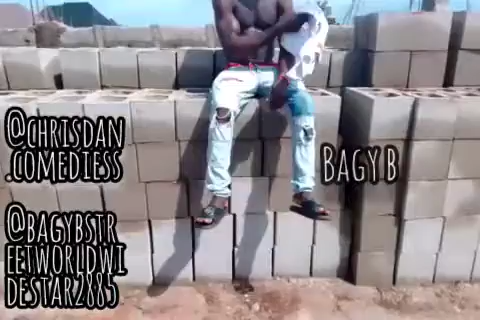 @chrisdan
.comediess
@bagybstr
eetworldwi
destar2885
Bagy B